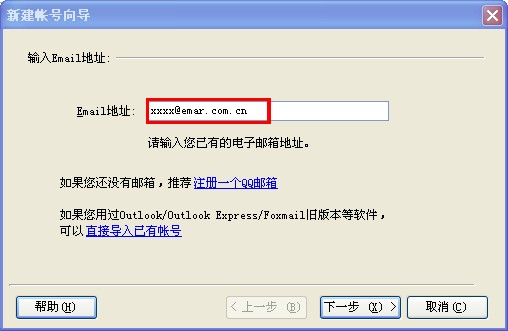 新建帐号向导
输入Email地址:
Email地址: xxxx@emar.com.cn
请输入您已有的电子邮箱地址。
如果您还没有邮箱，推荐 注册一个QQ邮箱
如果您用过Outlook/Outlook Express/Foxmail旧版本等软件，
可以 直接导入已有帐号
帮助(H) < 上一步 (B) 下一步 (X) > 取消(C)